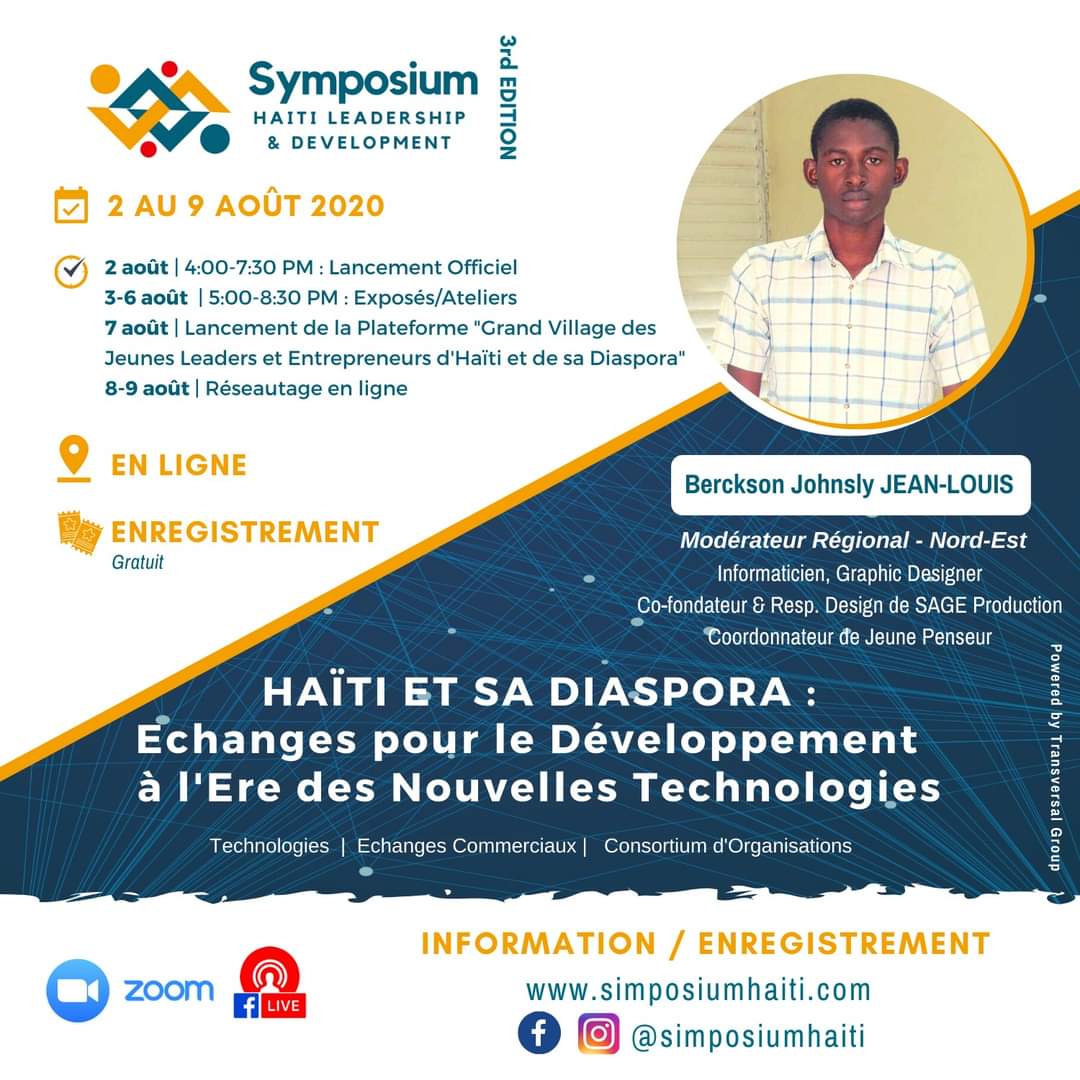 Symposium
HAITI LEADERSHIP
& DEVELOPMENT
3rd EDITION
2 AU 9 AOÛT 2020
2 août | 4:00-7:30 PM : Lancement Officiel
3-6 août | 5:00-8:30 PM : Exposés/Ateliers
7 août | Lancement de la Plateforme "Grand Village des
Jeunes Leaders et Entrepreneurs d'Haïti et de sa Diaspora"
8-9 août | Réseautage en ligne
EN LIGNE
ENREGISTREMENT
Gratuit
Berckson Johnsly JEAN-LOUIS
Modérateur Régional - Nord-Est
Informaticien, Graphic Designer
Co-fondateur & Resp. Design de SAGE Production
Coordonnateur de Jeune Penseur
Powered by Transversal Group
HAÏTI ET SA DIASPORA :
Echanges pour le Développement
à l'Ere des Nouvelles Technologies
Technologies | Echanges Commerciaux | Consortium d'Organisations
INFORMATION / ENREGISTREMENT
zoom
f LIVE
www.simposiumhaiti.com
f @simposiumhaiti